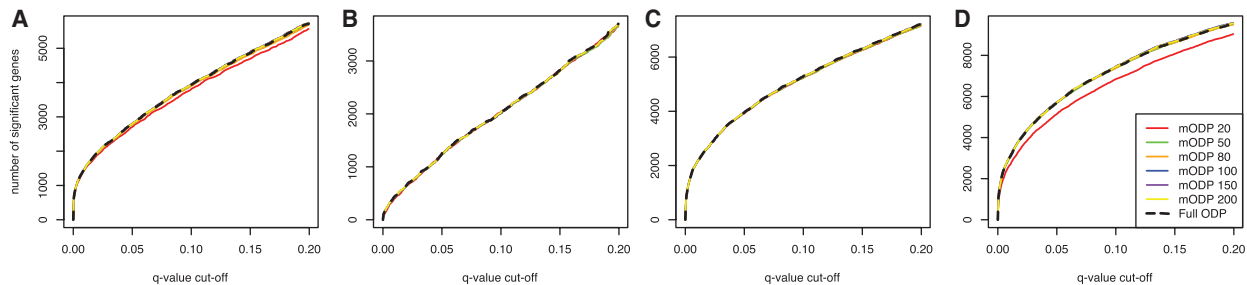 A
B
C
D
number of significant genes
0
1000
3000
5000
0.00 0.05 0.10 0.15 0.20
q-value cut-off
0
1000
2000
3000
0.00 0.05 0.10 0.15 0.20
q-value cut-off
0
2000
4000
6000
0.00 0.05 0.10 0.15 0.20
q-value cut-off
0
2000
4000
6000
8000
0.00 0.05 0.10 0.15 0.20
q-value cut-off
mODP 20
mODP 50
mODP 80
mODP 100
mODP 150
mODP 200
Full ODP